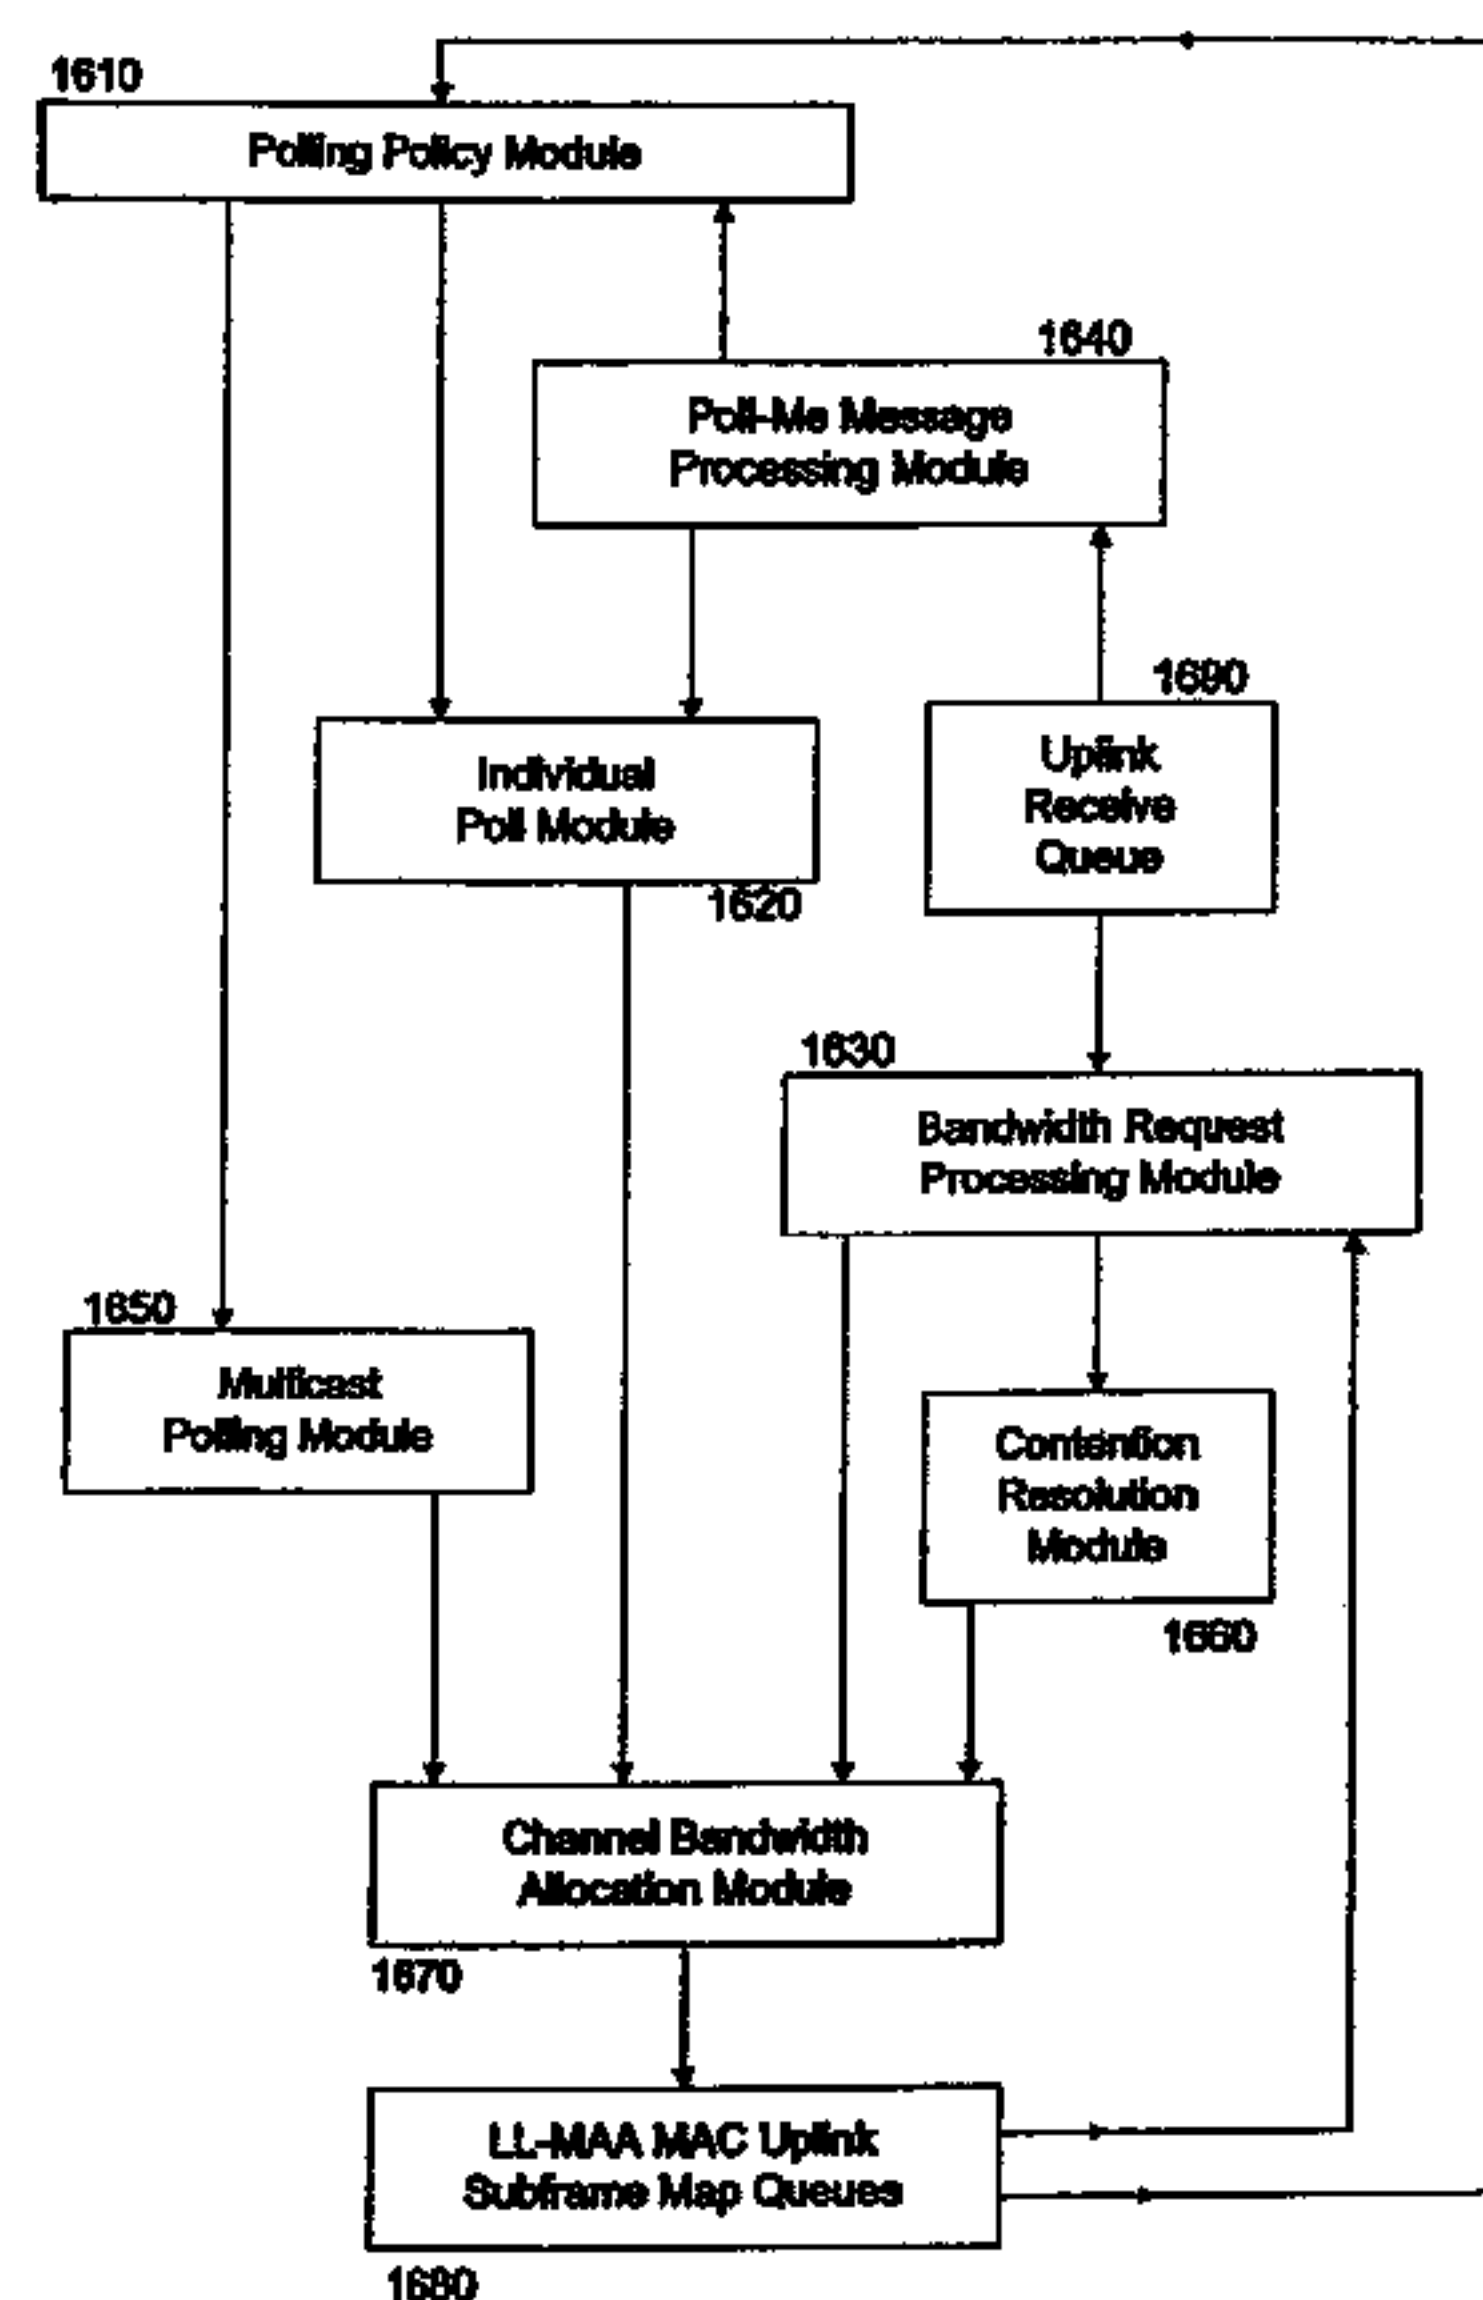 1610
Polling Policy Module
1640
Poll-Me Message
Processing Module
1690
Uplink
Receive
Queue
Individual
Poll Module
1620
1630
Bandwidth Request
Processing Module
1650
Multicast
Polling Module
Contention
Resolution
Module
1660
Channel Bandwidth
Allocation Module
1670
LL-MAA MAC Uplink
Subframe Map Queues
1680